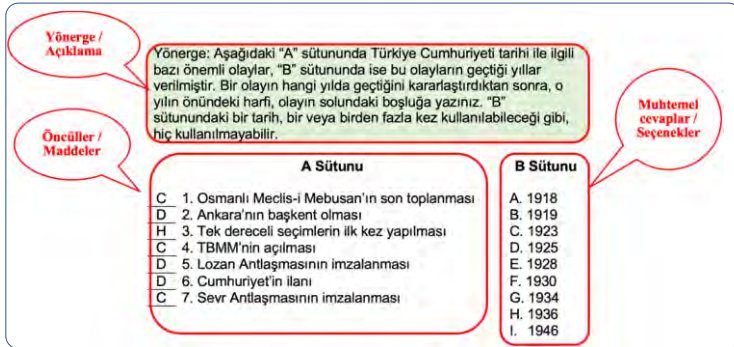 Yönerge /
Açıklama
Yönerge: Aşağıdaki “A” sütununda Türkiye Cumhuriyeti tarihi ile ilgili
bazı önemli olaylar, “B” sütununda ise bu olayların geçtiği yıllar
verilmiştir. Bir olayın hangi yılda geçtiğini kararlaştırdıktan sonra, o
yılın önündeki harfi, olayın solundaki boşluğa yazınız. “B”
sütunundaki bir tarih, bir veya birden fazla kez kullanılabileceği gibi,
hiç kullanılmayabilir.
Muhtemel
cevaplar /
Seçenekler
Öncüller /
Maddeler
A Sütunu
C 1. Osmanlı Meclis-i Mebusan’ın son toplanması
D 2. Ankara’nın başkent olması
H 3. Tek dereceli seçimlerin ilk kez yapılması
C 4. TBMM’nin açılması
D 5. Lozan Antlaşmasının imzalanması
D 6. Cumhuriyet’in ilanı
C 7. Sevr Antlaşmasının imzalanması
B Sütunu
A. 1918
B. 1919
C. 1923
D. 1925
E. 1928
F. 1930
G. 1934
H. 1936
I. 1946